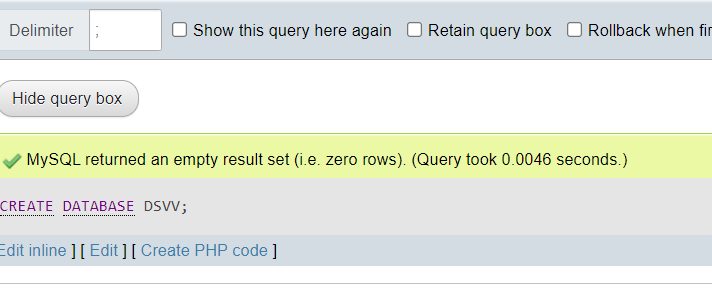 Delimiter ; Show this query here again Retain query box Rollback when
Hide query box
MySQL returned an empty result set (i.e. zero rows). (Query took 0.0046 seconds.)
CREATE DATABASE DSVV;
Edit inline ] [ Edit ] [ Create PHP code ]